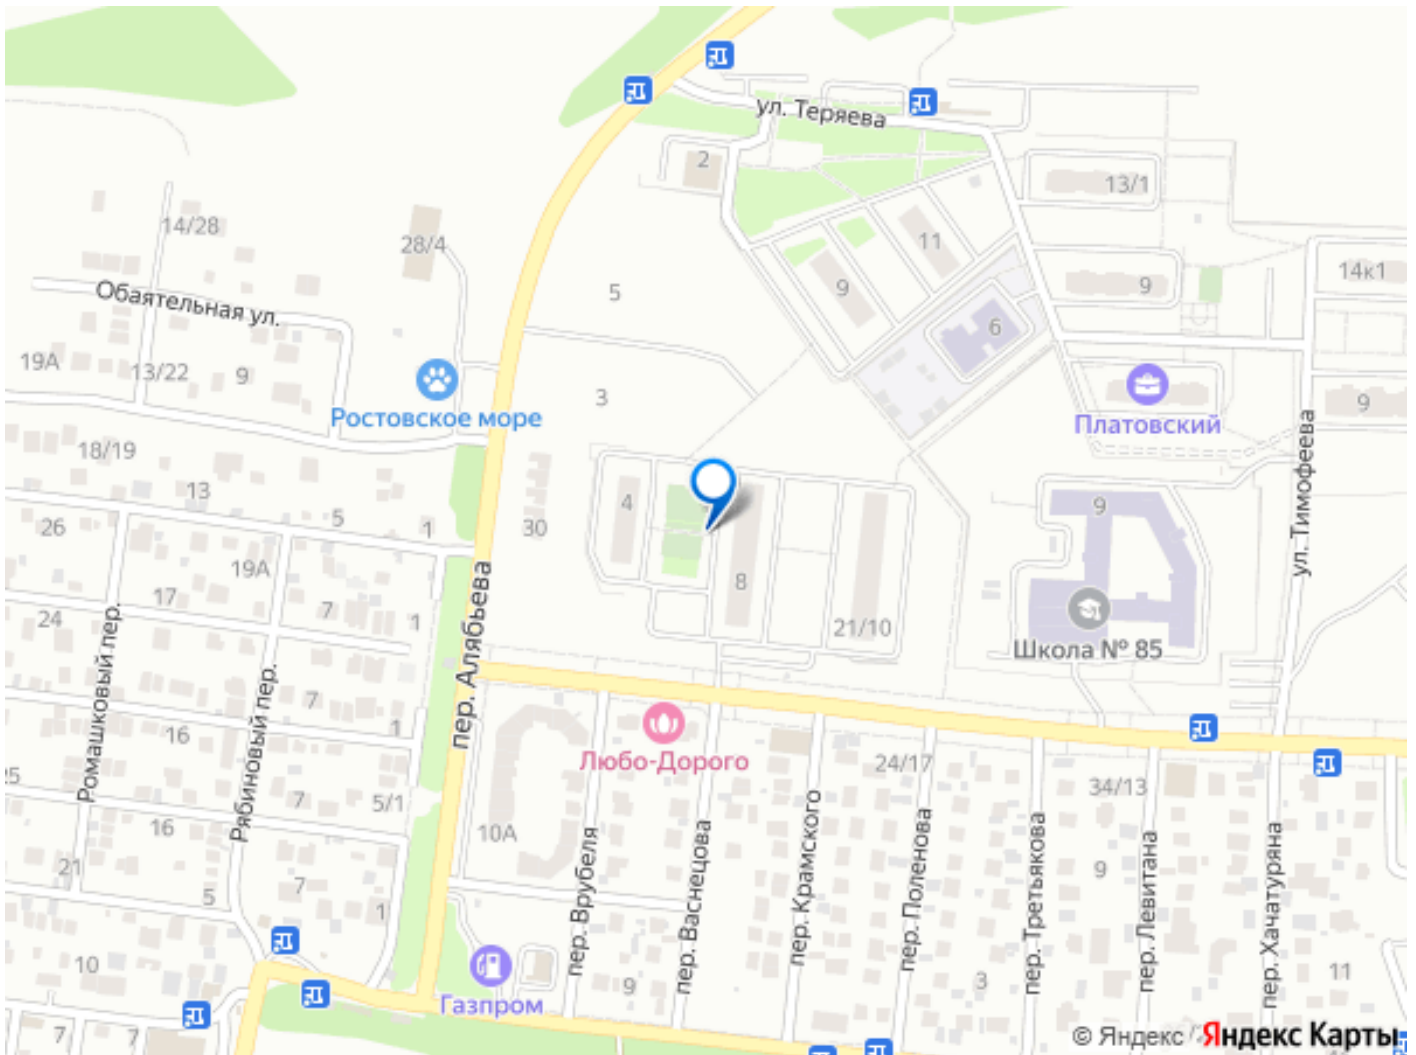 ул. Теряева
2
13/1
14/28
28/4
11
14к1
5
9
9
Обаятельная ул.
6
19А
13/22
9
3
Ростовское море
Платовский
9
18/19
13
4
9
26
5
1
30
ул. Тимофеева
19А
пер. Алябьева
8
17
7
24
1
21/10
Школа № 85
Ромашковый пер.
Рябиновый пер.
7
16
1
Любо-Дорого
24/17
25
7
5/1
34/13
16
10А
21
пер. Врубеля
пер. Васнецова
пер. Крамского
пер. Поленова
пер. Третьякова
9
пер. Левитана
пер. Хачатуряна
7
5
1
10
9
3
11
Газпром
7
7
© Яндекс
Яндекс Карты